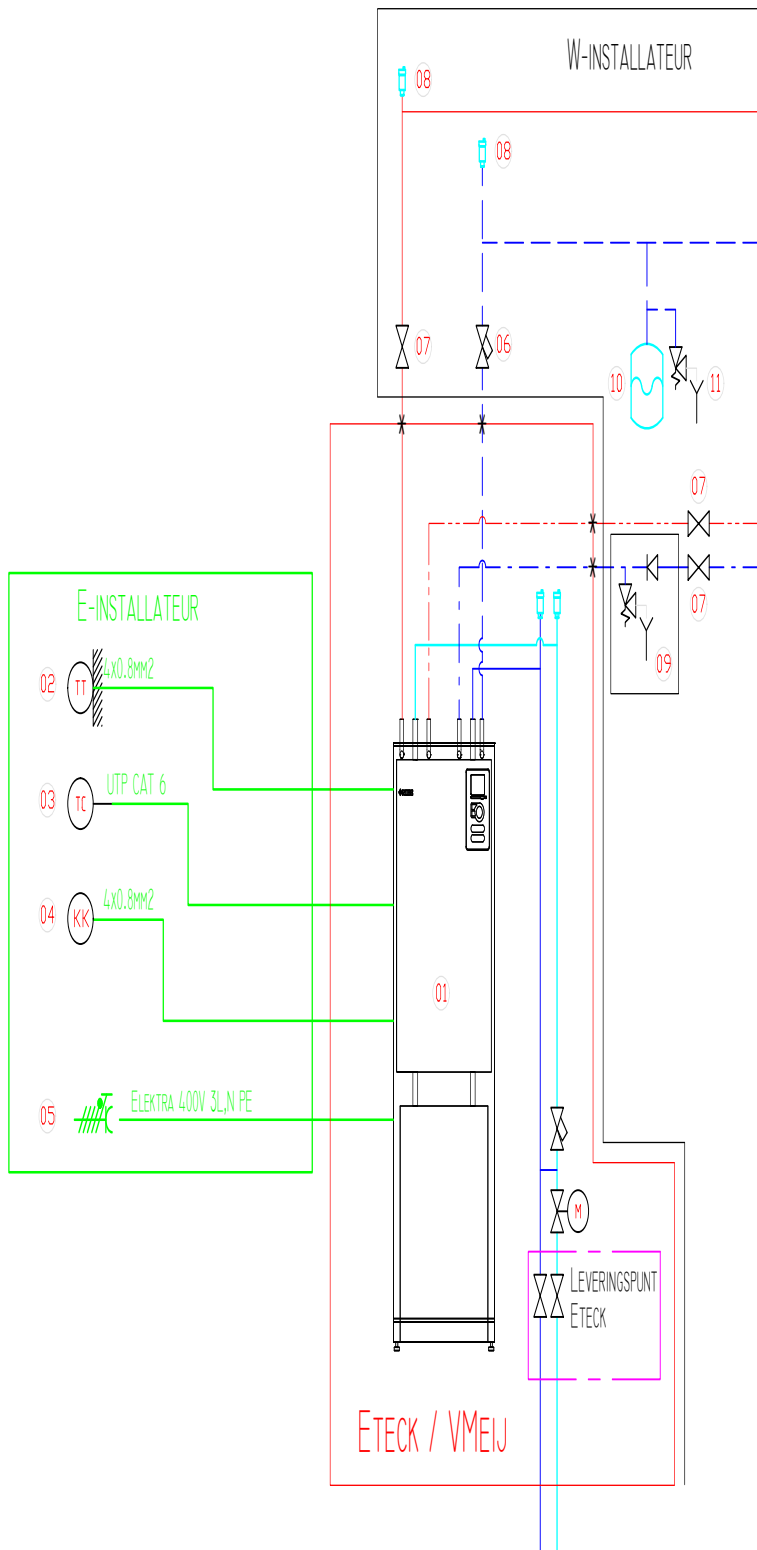 W-INSTALLATEUR
08
08
07
06
10
11
07
07
09
E-INSTALLATEUR
02
TT
4X0.8MM2
03
TC
UTP CAT 6
04
KK
4X0.8MM2
01
05
ELEKTRA 400V 3L,N PE
M
LEVERINGSPUNT
ETECK
ETECK / VMEIJ